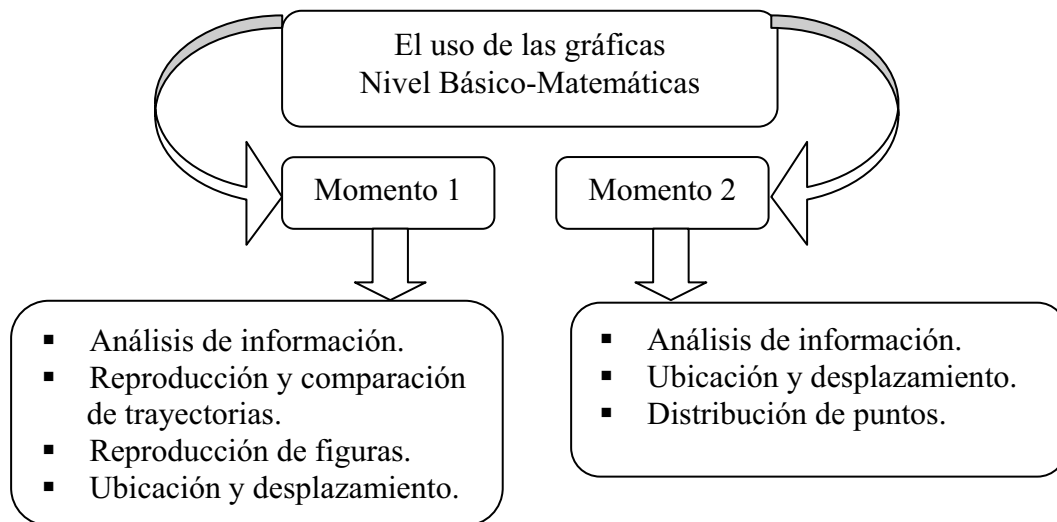 El uso de las gráficas
Nivel Básico-Matemáticas
Momento 1
Momento 2
▪ Análisis de información.
▪ Reproducción y comparación
de trayectorias.
▪ Reproducción de figuras.
▪ Ubicación y desplazamiento.
▪ Análisis de información.
▪ Ubicación y desplazamiento.
▪ Distribución de puntos.